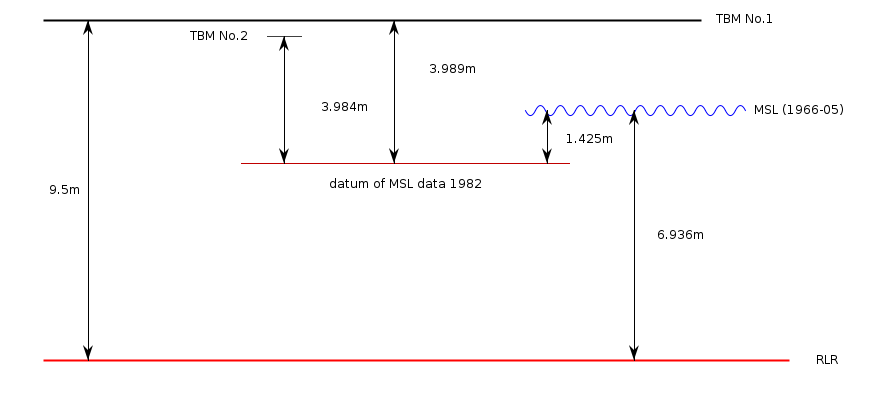 TBM No.1
TBM No.2
3.989m
3.984m
MSL (1966-05)
1.425m
datum of MSL data 1982
9.5m
6.936m
RLR